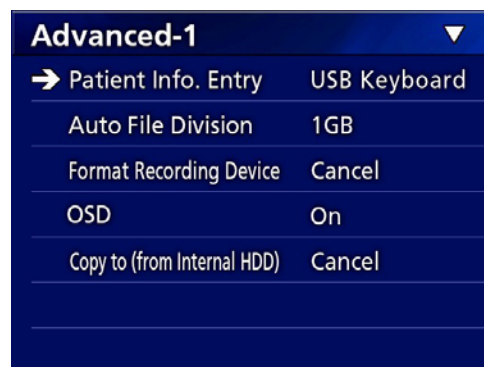 Advanced-1 ▼
➔ Patient Info. Entry USB Keyboard
Auto File Division 1GB
Format Recording Device Cancel
OSD On
Copy to (from Internal HDD) Cancel